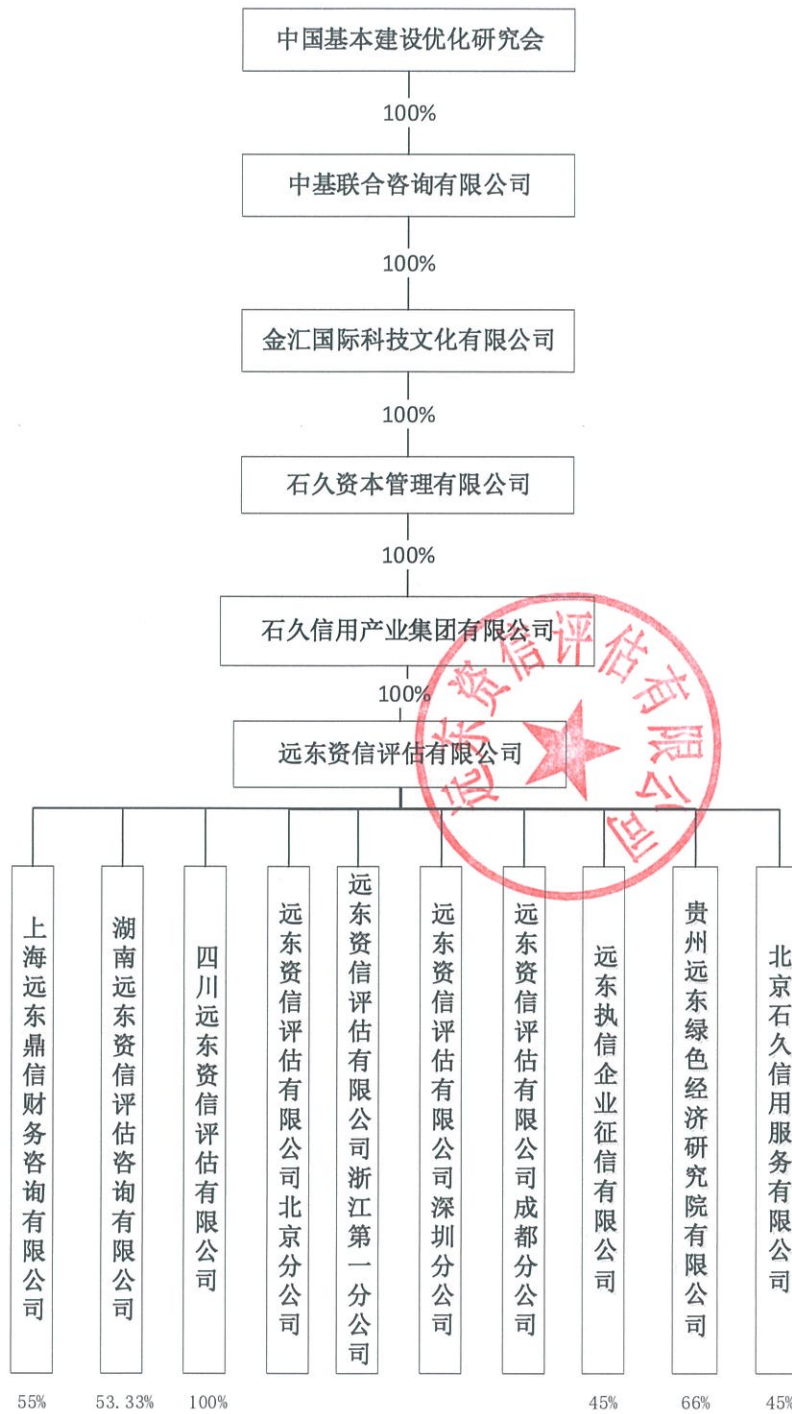 中国基本建设优化研究会
100%
中基联合咨询有限公司
100%
金汇国际科技文化有限公司
100%
石久资本管理有限公司
100%
石久信用产业集团有限公司
100%
远东资信评估有限公司
远东资信评估有限公司
上海远东鼎信财务咨询有限公司
湖南远东资信评估咨询有限公司
四川远东资信评估有限公司
远东资信评估有限公司北京分公司
远东资信评估有限公司浙江第一分公司
远东资信评估有限公司深圳分公司
远东资信评估有限公司成都分公司
远东执信企业征信有限公司
贵州远东绿色经济研究院有限公司
北京石久信用服务有限公司
55%
53.33%
100%
45%
66%
45%